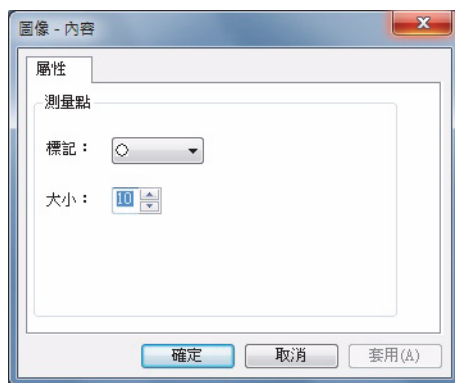 圖像 - 內容
屬性
測量點
標記：
大小： 10
確定 取消 套用(A)